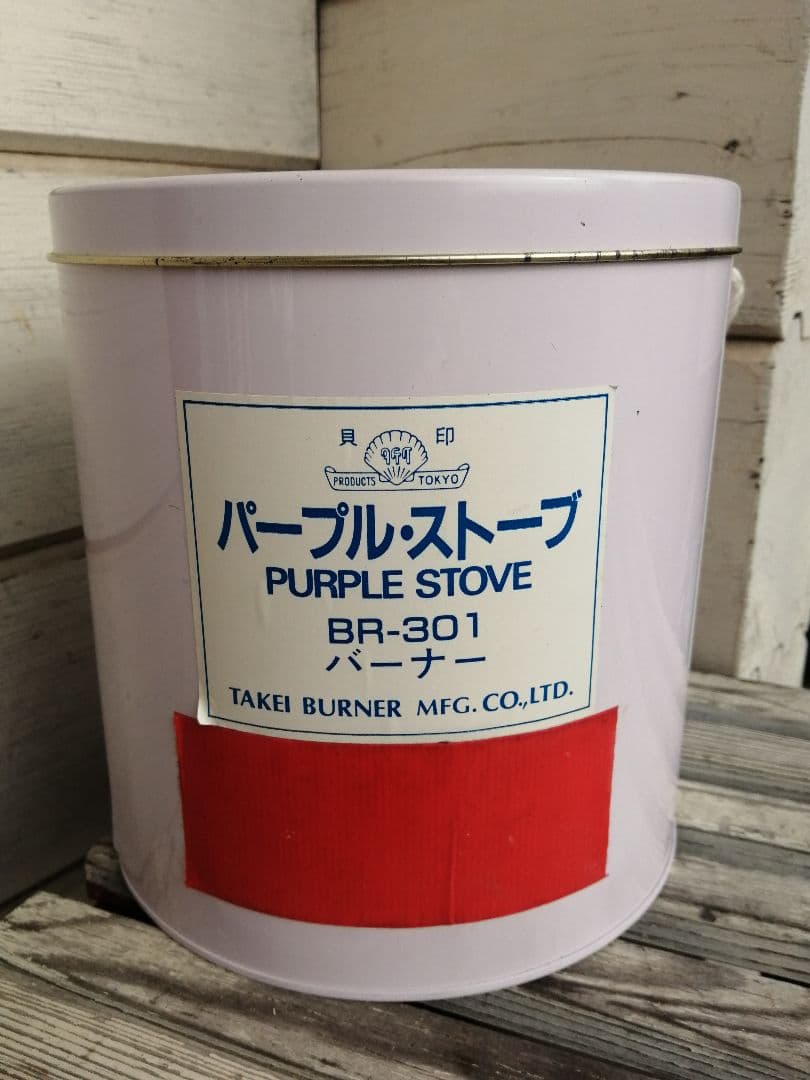 貝印
PRODUCTS TOKYO
パープル・ストーブ
PURPLE STOVE
BR-301
バーナー
TAKEI BURNER MFG. CO.,LTD.